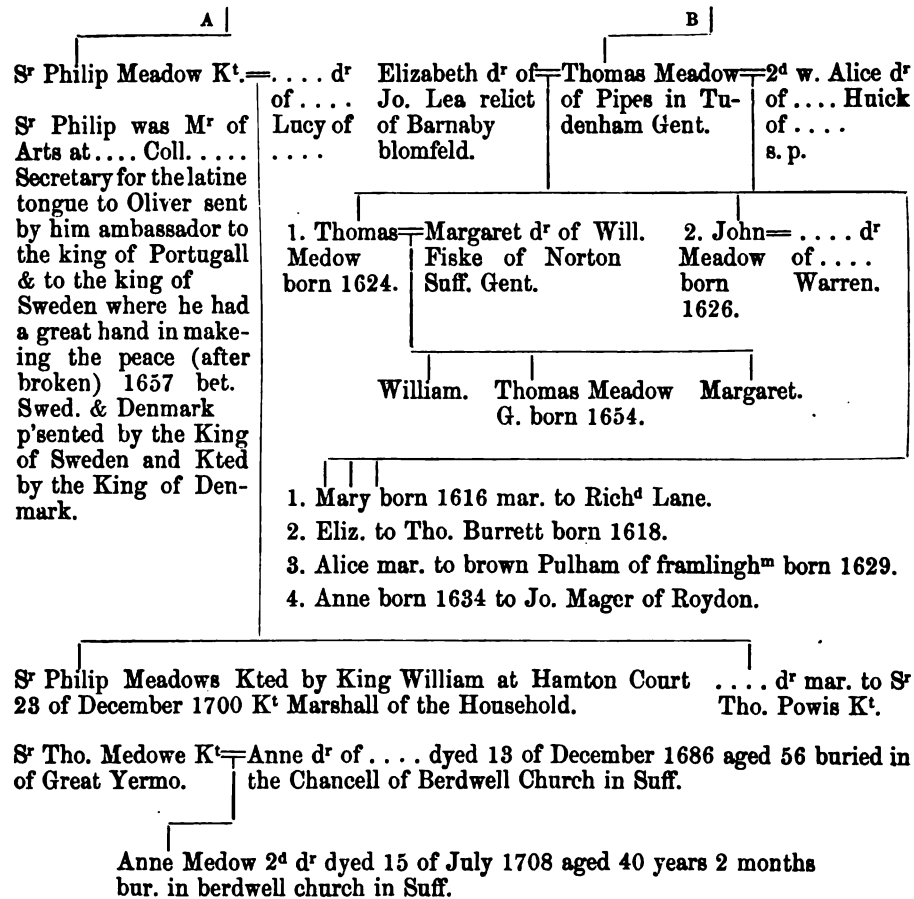 A
B
Sʳ Philip Meadow Kᵗ.=. . . . dʳ
of . . . .
Lucy of
. . . .
Sʳ Philip was Mʳ of
Arts at . . . . Coll. . . . .
Secretary for the latine
tongue to Oliver sent
by him ambassador to
the king of Portugall
& to the king of
Sweden where he had
a great hand in make-
ing the peace (after
broken) 1657 bet.
Swed. & Denmark
p'sented by the King
of Sweden and Kted
by the King of Den-
mark.
Elizabeth dʳ of=Thomas Meadow=2ᵈ w. Alice dʳ
Jo. Lea relict
of Barnaby
blomfeld.
of Pipes in Tu-
denham Gent.
of . . . . Huick
of . . . .
s. p.
1. Thomas=Margaret dʳ of Will.
Medow
born 1624.
Fiske of Norton
Suff. Gent.
2. John= . . . . dʳ
Meadow
born
1626.
of . . . .
Warren.
William.
Thomas Meadow
G. born 1654.
Margaret.
1. Mary born 1616 mar. to Richᵈ Lane.
2. Eliz. to Tho. Burrett born 1618.
3. Alice mar. to brown Pulham of framlinghᵐ born 1629.
4. Anne born 1634 to Jo. Mager of Roydon.
Sʳ Philip Meadows Kted by King William at Hamton Court
23 of December 1700 Kᵗ Marshall of the Household.
. . . . dʳ mar. to Sʳ
Tho. Powis Kᵗ.
Sʳ Tho. Medowe Kᵗ=Anne dʳ of . . . . dyed 13 of December 1686 aged 56 buried in
of Great Yermo.
the Chancell of Berdwell Church in Suff.
Anne Medow 2ᵈ dʳ dyed 15 of July 1708 aged 40 years 2 months
bur. in berdwell church in Suff.